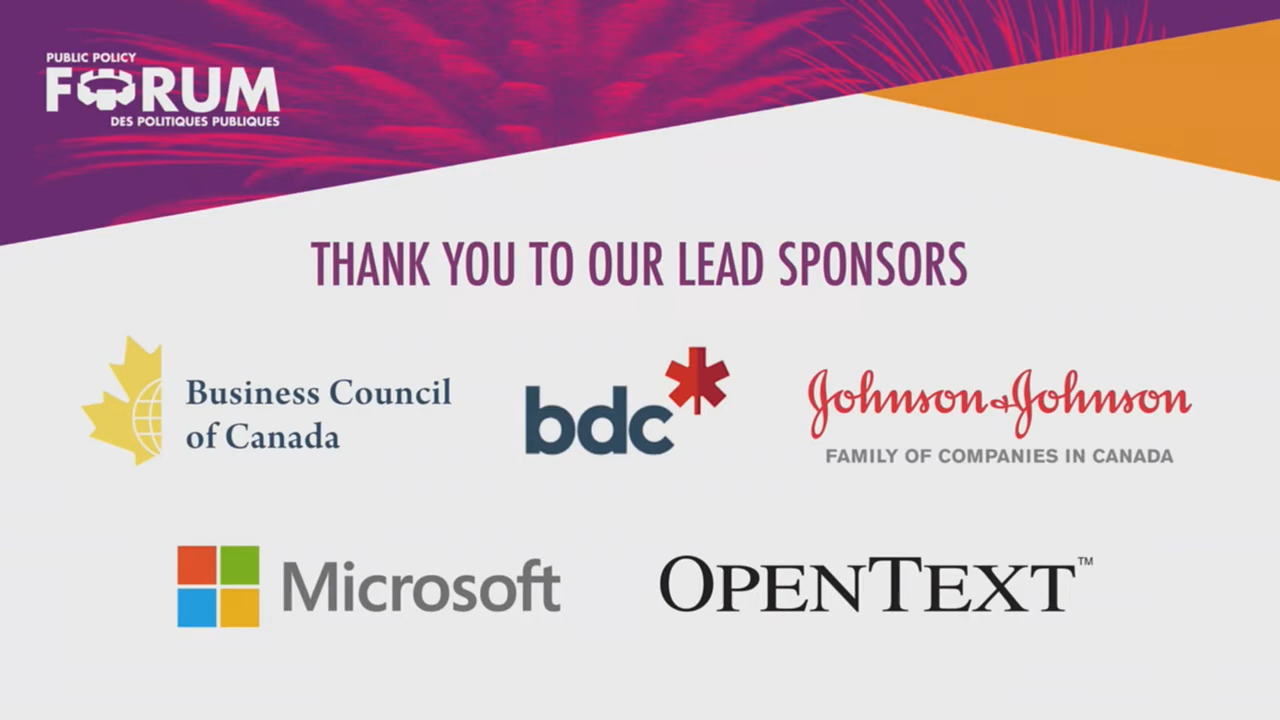 PUBLIC POLICY
FORUM
DES POLITIQUES PUBLIQUES
THANK YOU TO OUR LEAD SPONSORS
Business Council
of Canada
bdc
Johnson & Johnson
FAMILY OF COMPANIES IN CANADA
Microsoft
OPENTEXT™